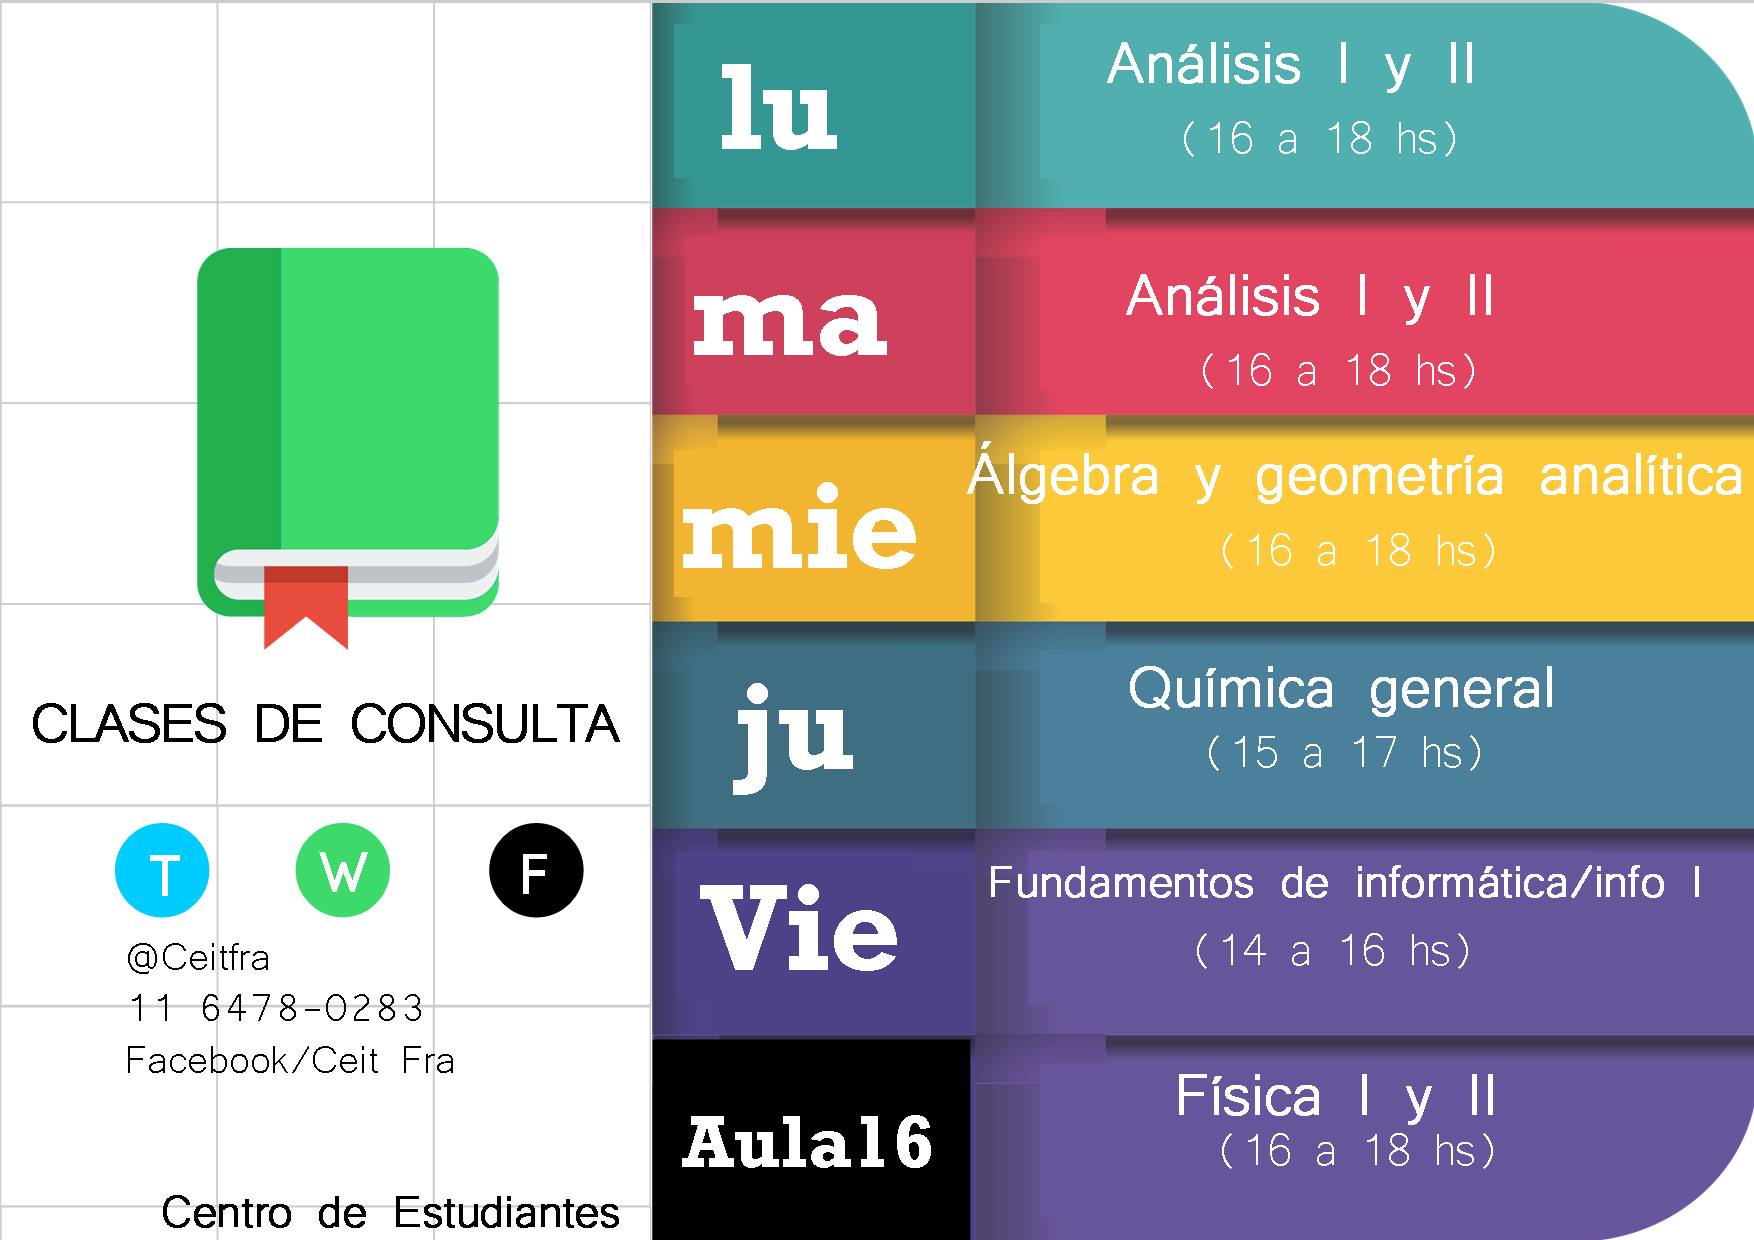 CLASES DE CONSULTA
T W F
@Ceitfra
11 6478-0283
Facebook/Ceit Fra
Centro de Estudiantes
lu
Análisis I y II
(16 a 18 hs)
ma
Análisis I y II
(16 a 18 hs)
mie
Álgebra y geometría analítica
(16 a 18 hs)
ju
Química general
(15 a 17 hs)
Vie
Fundamentos de informática/info I
(14 a 16 hs)
Aula16
Física I y II
(16 a 18 hs)